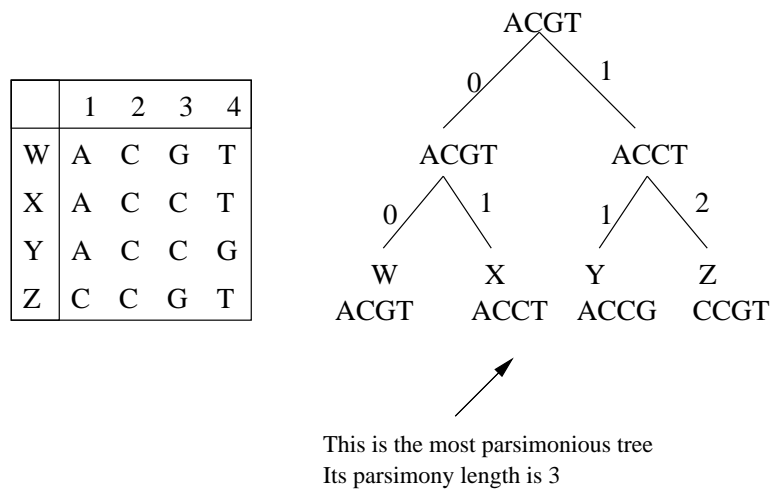 1 2 3 4
W A C G T
X A C C T
Y A C C G
Z C C G T
ACGT
0 1
ACGT ACCT
0 1 1 2
W X Y Z
ACGT ACCT ACCG CCGT
This is the most parsimonious tree
Its parsimony length is 3